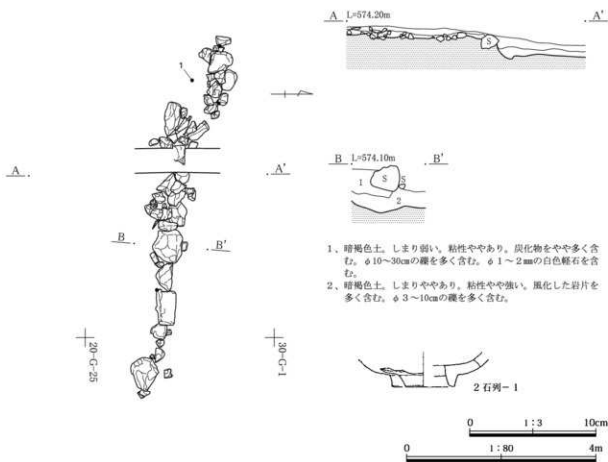 A L=574.20m A'
S
1
A A'
B L=574.10m B'
1 S S
2
B B'
1、暗褐色土。しまり弱い。粘性ややあり。炭化物をやや多く含
む。φ10～30cmの礫を多く含む。φ1～2mmの白色軽石を含
む。
2、暗褐色土。しまりややあり。粘性やや強い。風化した岩片を
多く含む。φ3～10cmの礫を多く含む。
20-G-25
30-G-1
2石列－1
0 1：3 10cm
0 1：80 4m